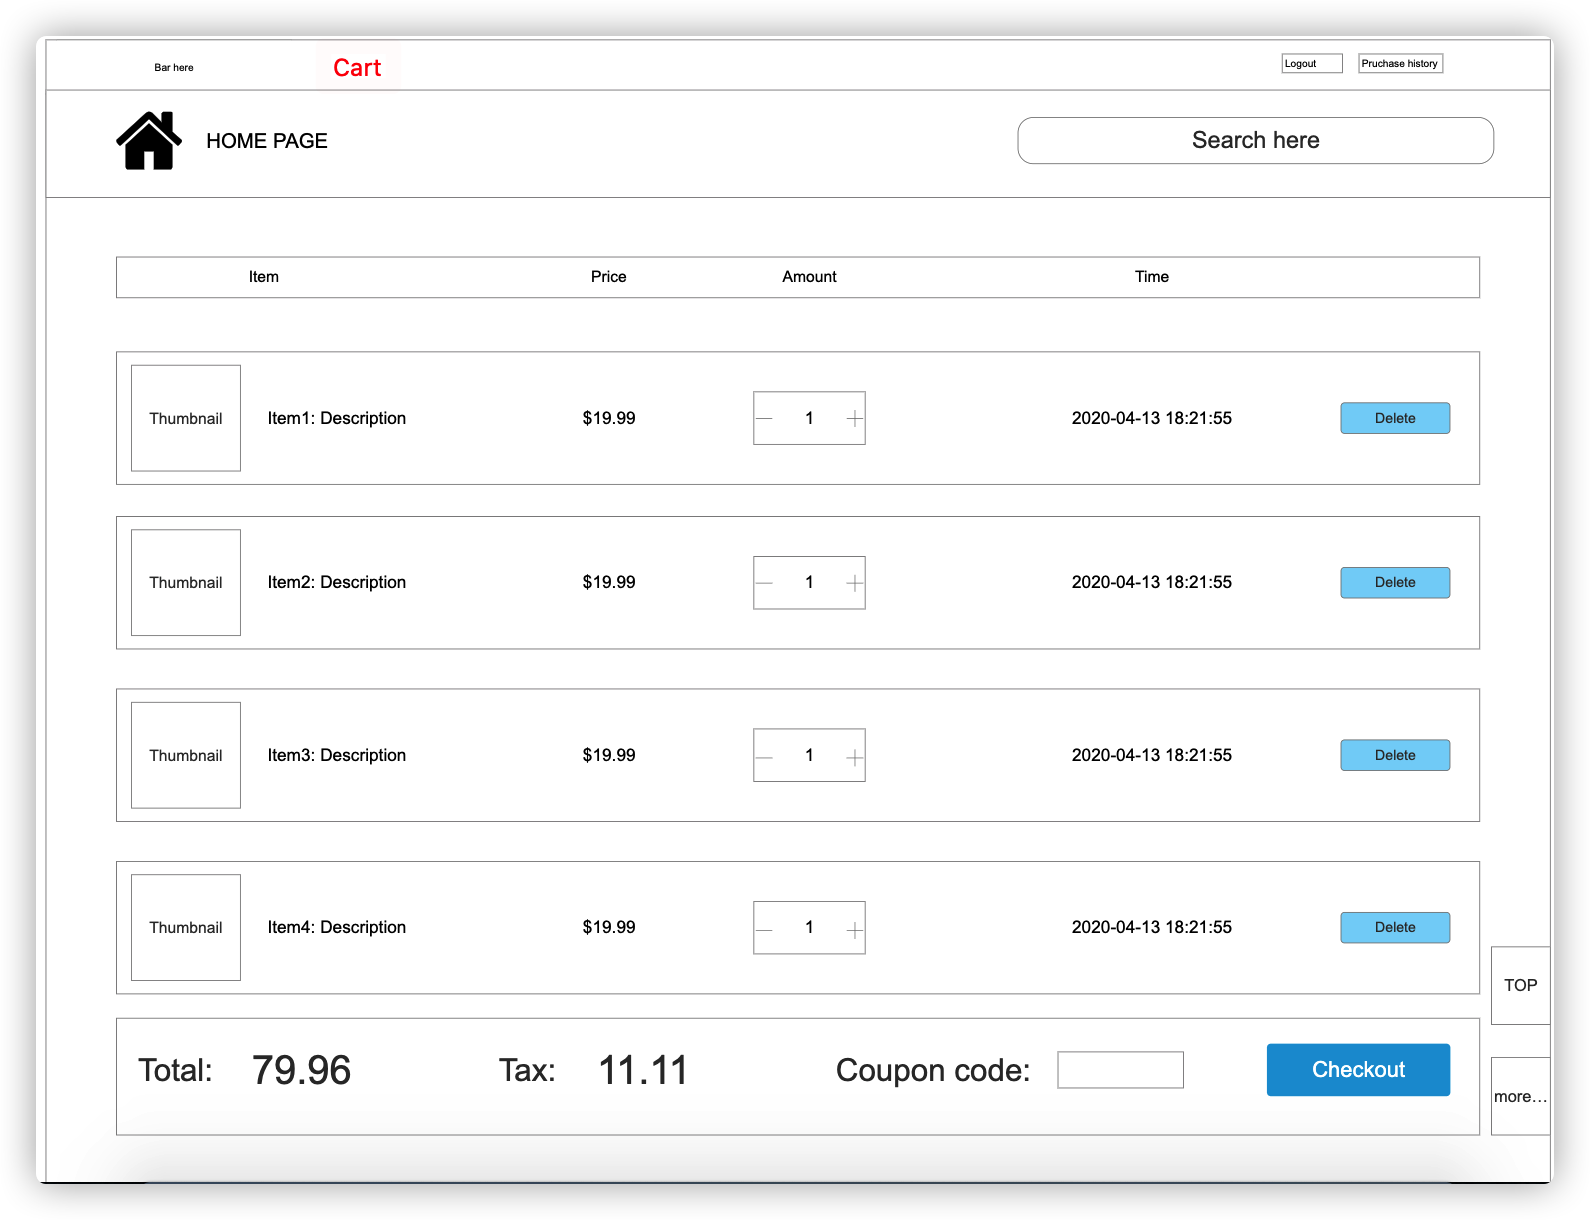 Bar here
Cart
Logout
Pruchase history
HOME PAGE
Search here
Item Price Amount Time
Thumbnail Item1: Description $19.99 1 2020-04-13 18:21:55 Delete
Thumbnail Item2: Description $19.99 1 2020-04-13 18:21:55 Delete
Thumbnail Item3: Description $19.99 1 2020-04-13 18:21:55 Delete
Thumbnail Item4: Description $19.99 1 2020-04-13 18:21:55 Delete
TOP
Total: 79.96 Tax: 11.11 Coupon code: Checkout
more...